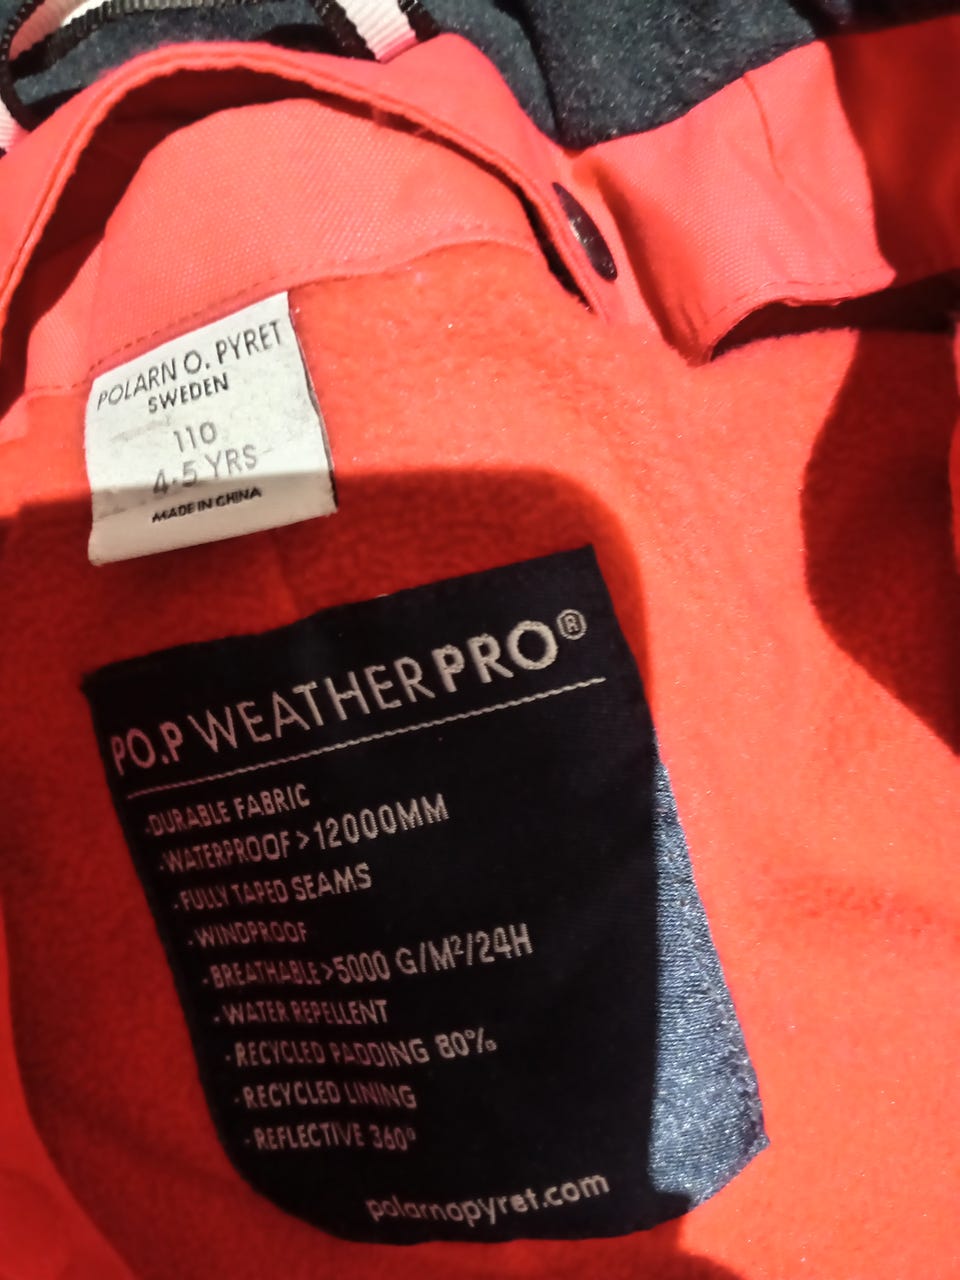 POLARN O. PYRET
SWEDEN
110
4-5 YRS
MADE IN CHINA
PO.P WEATHERPRO®
-DURABLE FABRIC
-WATERPROOF>12000MM
-FULLY TAPED SEAMS
-WINDPROOF
-BREATHABLE>5000 G/M²/24H
-WATER REPELLENT
-RECYCLED PADDING 80%
-RECYCLED LINING
-REFLECTIVE 360°
polarnopyret.com